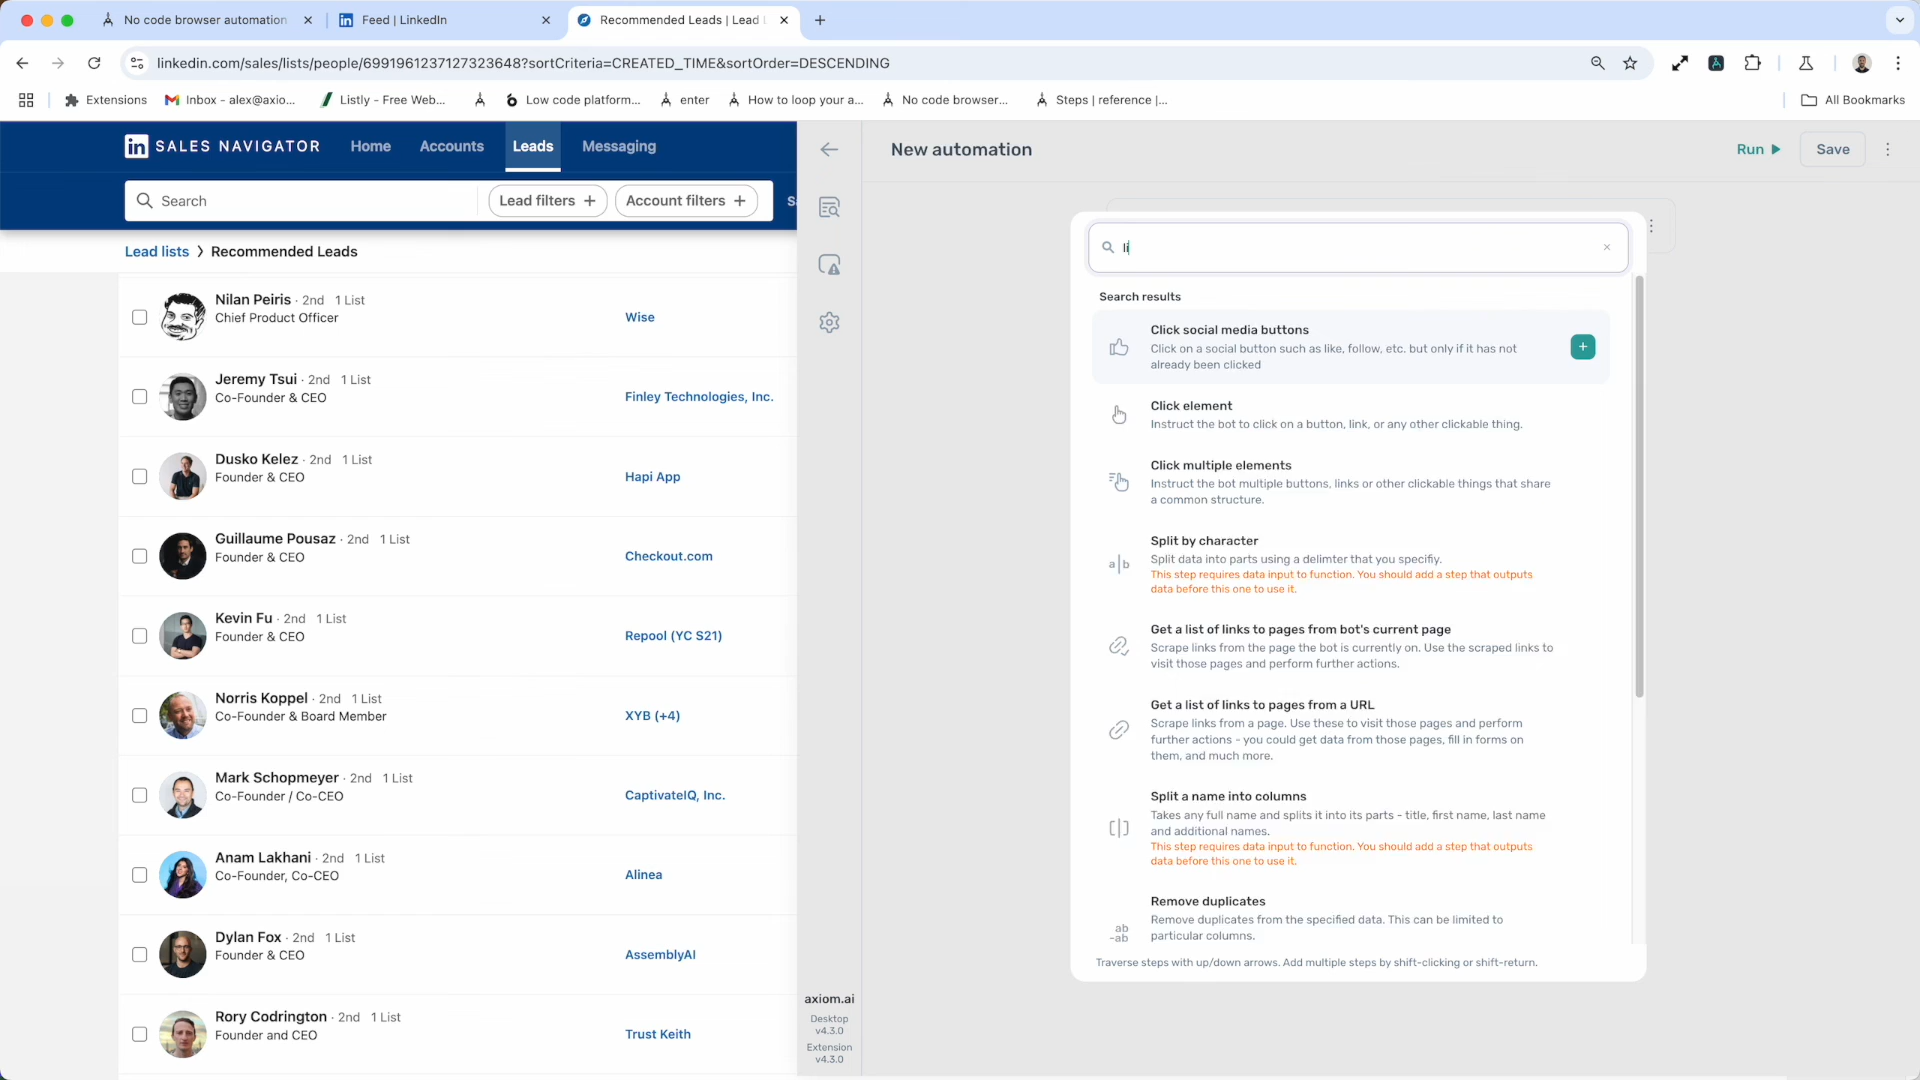 No code browser automation
Feed | LinkedIn
Recommended Leads | Lead
linkedin.com/sales/lists/people/6991961237127323648?sortCriteria=CREATED_TIME&sortOrder=DESCENDING
Extensions
Inbox - alex@axio...
Listly - Free Web...
Low code platform...
enter
How to loop your a...
No code browser...
Steps | reference |...
All Bookmarks
in SALES NAVIGATOR
Home
Accounts
Leads
Messaging
Search
Lead filters +
Account filters +
Lead lists > Recommended Leads
Nilan Peiris · 2nd 1 List
Chief Product Officer
Wise
Jeremy Tsui · 2nd 1 List
Co-Founder & CEO
Finley Technologies, Inc.
Dusko Kelez · 2nd 1 List
Founder & CEO
Hapi App
Guillaume Pousaz · 2nd 1 List
Founder & CEO
Checkout.com
Kevin Fu · 2nd 1 List
Founder & CEO
Repool (YC S21)
Norris Koppel · 2nd 1 List
Co-Founder & Board Member
XYB (+4)
Mark Schopmeyer · 2nd 1 List
Co-Founder / Co-CEO
CaptivateIQ, Inc.
Anam Lakhani · 2nd 1 List
Co-Founder, Co-CEO
Alinea
Dylan Fox · 2nd 1 List
Founder & CEO
AssemblyAI
Rory Codrington · 2nd 1 List
Founder and CEO
Trust Keith
axiom.ai
Desktop
v4.3.0
Extension
v4.3.0
New automation
Run
Save
li
Search results
Click social media buttons
Click on a social button such as like, follow, etc. but only if it has not
already been clicked
Click element
Instruct the bot to click on a button, link, or any other clickable thing.
Click multiple elements
Instruct the bot multiple buttons, links or other clickable things that share
a common structure.
a|b
Split by character
Split data into parts using a delimter that you specifiy.
This step requires data input to function. You should add a step that outputs
data before this one to use it.
Get a list of links to pages from bot's current page
Scrape links from the page the bot is currently on. Use the scraped links to
visit those pages and perform further actions.
Get a list of links to pages from a URL
Scrape links from a page. Use these to visit those pages and perform
further actions - you could get data from those pages, fill in forms on
them, and much more.
Split a name into columns
Takes any full name and splits it into its parts - title, first name, last name
and additional names.
This step requires data input to function. You should add a step that outputs
data before this one to use it.
ab
-ab
Remove duplicates
Remove duplicates from the specified data. This can be limited to
particular columns.
Traverse steps with up/down arrows. Add multiple steps by shift-clicking or shift-return.